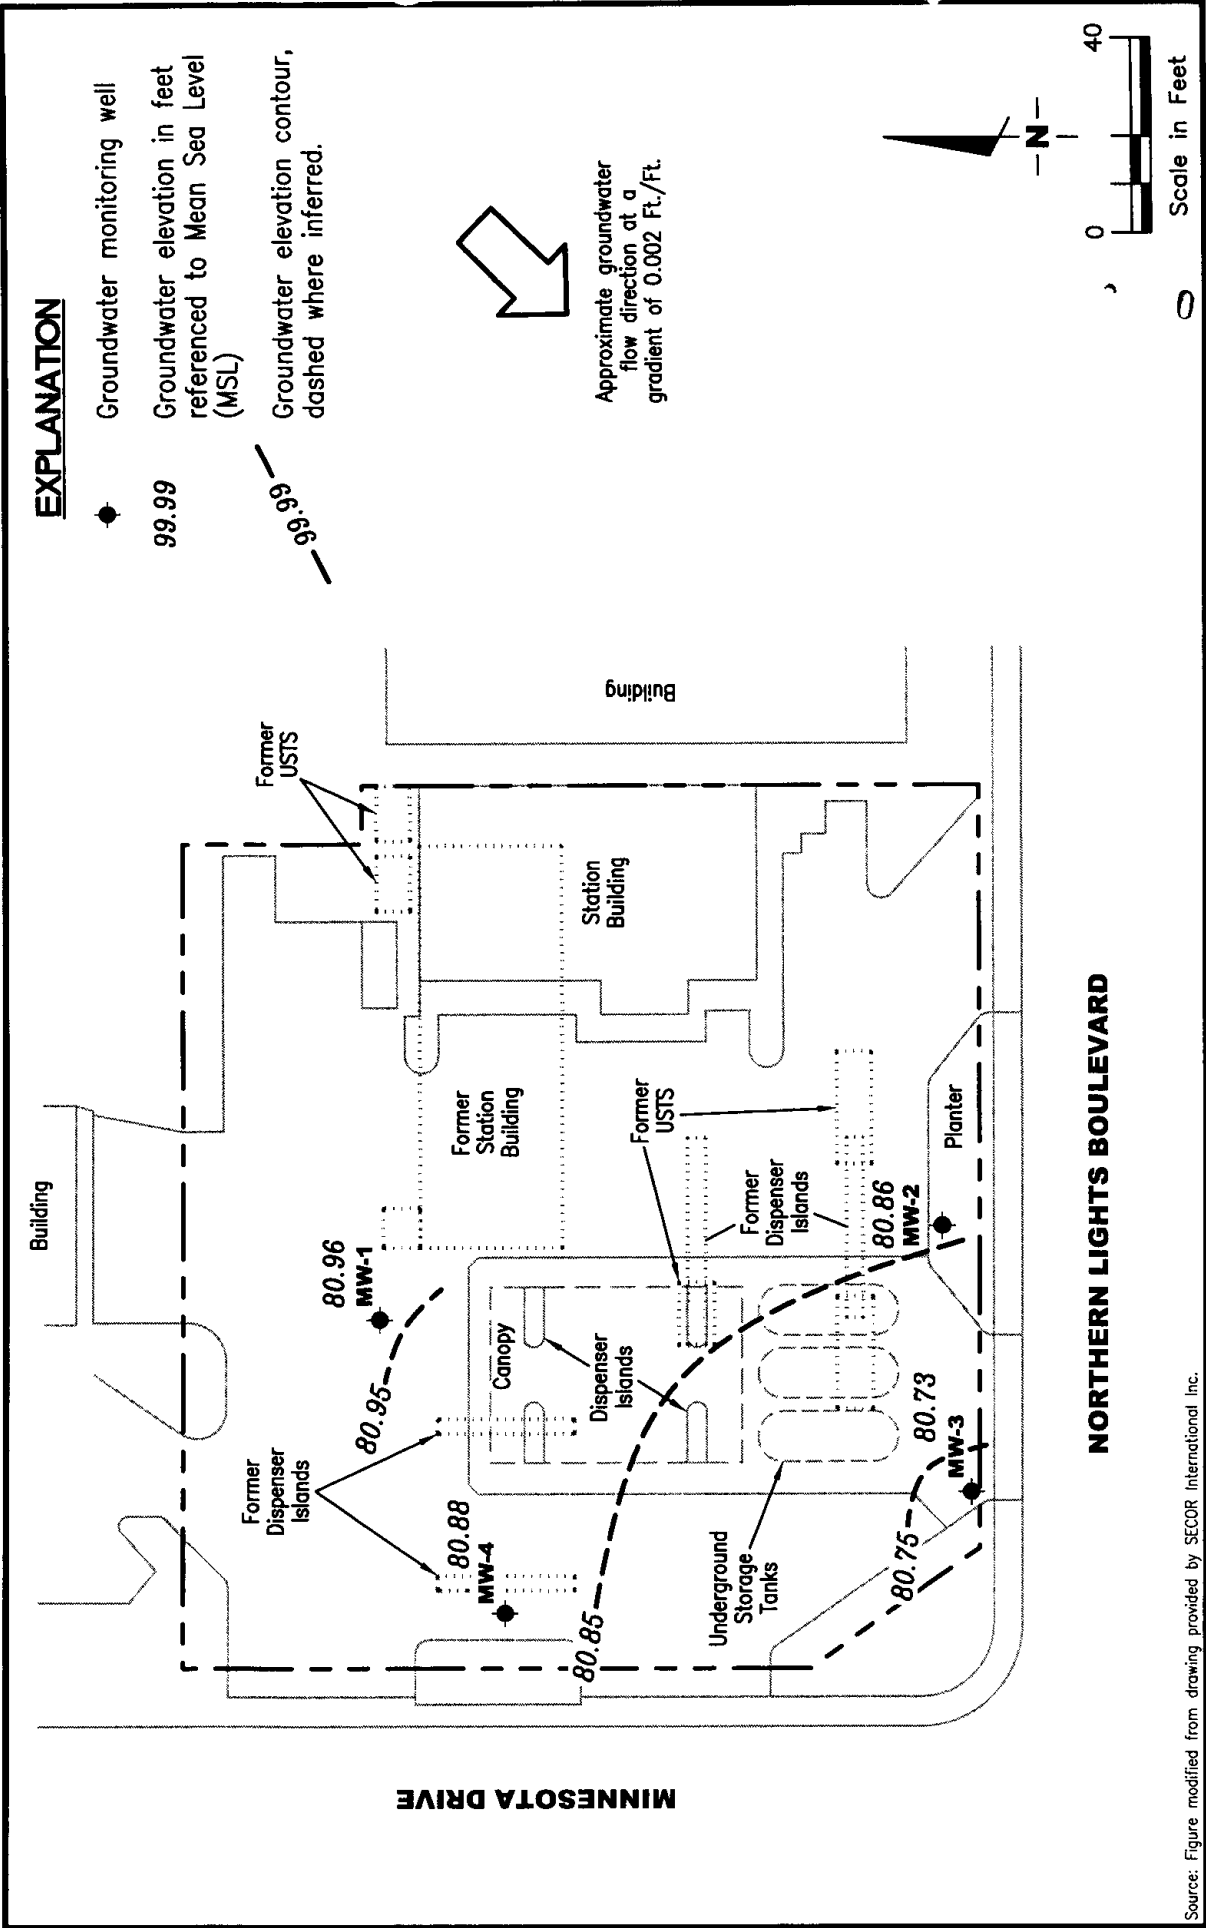 EXPLANATION
Groundwater monitoring well
99.99
Groundwater elevation in feet
referenced to Mean Sea Level
(MSL)
99.99
Groundwater elevation contour,
dashed where inferred.
Approximate groundwater
flow direction at a
gradient of 0.002 Ft./Ft.
N
0
40
Scale in Feet
Building
Former
USTS
Building
80.96
MW-1
80.95
Former
Station
Building
Station
Building
Former
Dispenser
Islands
Canopy
Dispenser
Islands
80.88
MW-4
80.85
Former
USTS
Former
Dispenser
Islands
80.86
MW-2
Planter
Underground
Storage
Tanks
80.73
MW-3
80.75
MINNESOTA DRIVE
NORTHERN LIGHTS BOULEVARD
Source: Figure modified from drawing provided by SECOR International Inc.